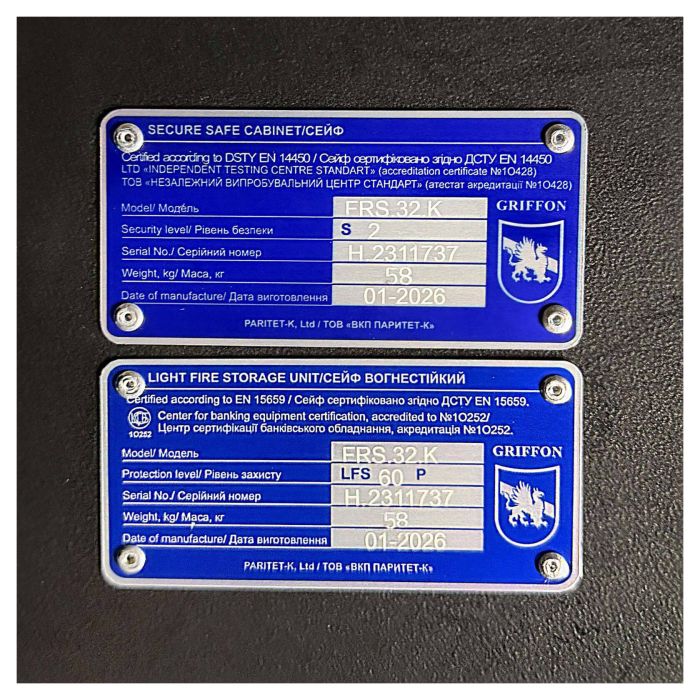 SECURE SAFE CABINET/СЕЙФ
Certified according to DSTY EN 14450 / Сейф сертифіковано згідно ДСТУ EN 14450
LTD «INDEPENDENT TESTING CENTRE STANDART» (accreditation certificate №1O428)
ТОВ «НЕЗАЛЕЖНИЙ ВИПРОБУВАЛЬНИЙ ЦЕНТР СТАНДАРТ» (атестат акредитації №1O428)
Model/ Модель FRS.32.K
GRIFFON
Security level/ Рівень безпеки S 2
Serial No./ Серійний номер H.2311737
Weight, kg/ Маса, кг 58
Date of manufacture/ Дата виготовлення 01-2026
PARITET-K, Ltd / ТОВ «ВКП ПАРИТЕТ-К»
LIGHT FIRE STORAGE UNIT/СЕЙФ ВОГНЕСТІЙКИЙ
Certified according to EN 15659 / Сейф сертифіковано згідно ДСТУ EN 15659.
Center for banking equipment certification, accredited to №1O252/
Центр сертифікації банківського обладнання, акредитація №1O252.
1O252
Model/ Модель FRS.32.K
GRIFFON
Protection level/ Рівень захисту LFS 60 P
Serial No./ Серійний номер H.2311737
Weight, kg/ Маса, кг 58
Date of manufacture/ Дата виготовлення 01-2026
PARITET-K, Ltd / ТОВ «ВКП ПАРИТЕТ-К»